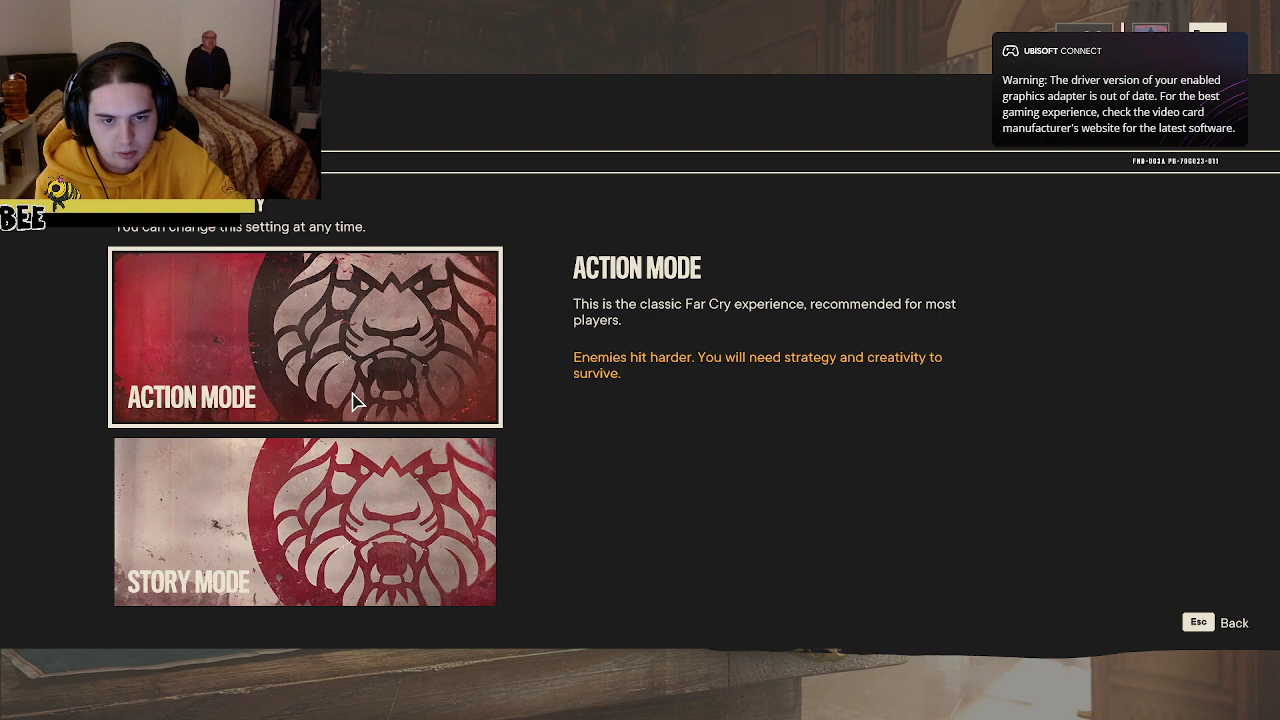 UBISOFT CONNECT
Warning: The driver version of your enabled
graphics adapter is out of date. For the best
gaming experience, check the video card
manufacturer's website for the latest software.
FND-003A PD-706023-011
BEE
Y
You can change this setting at any time.
ACTION MODE
STORY MODE
ACTION MODE
This is the classic Far Cry experience, recommended for most
players.
Enemies hit harder. You will need strategy and creativity to
survive.
Esc Back